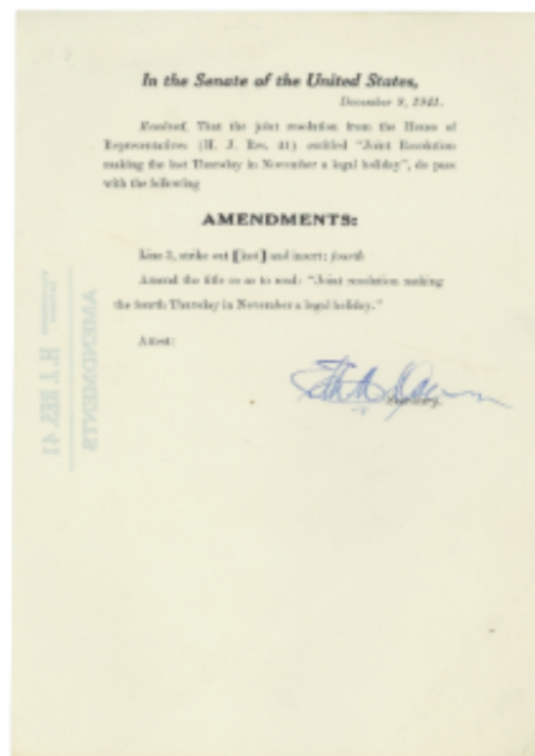 In the Senate of the United States,
December 9, 1941.
Resolved, That the joint resolution from the House of
Representatives (H. J. Res. 41) entitled "Joint Resolution
making the last Thursday in November a legal holiday", do pass
with the following
AMENDMENTS:
Line 3, strike out [last] and insert: fourth
Amend the title so as to read: "Joint resolution making
the fourth Thursday in November a legal holiday."
Attest:
Secretary.
H. J. RES. 41
AMENDMENTS